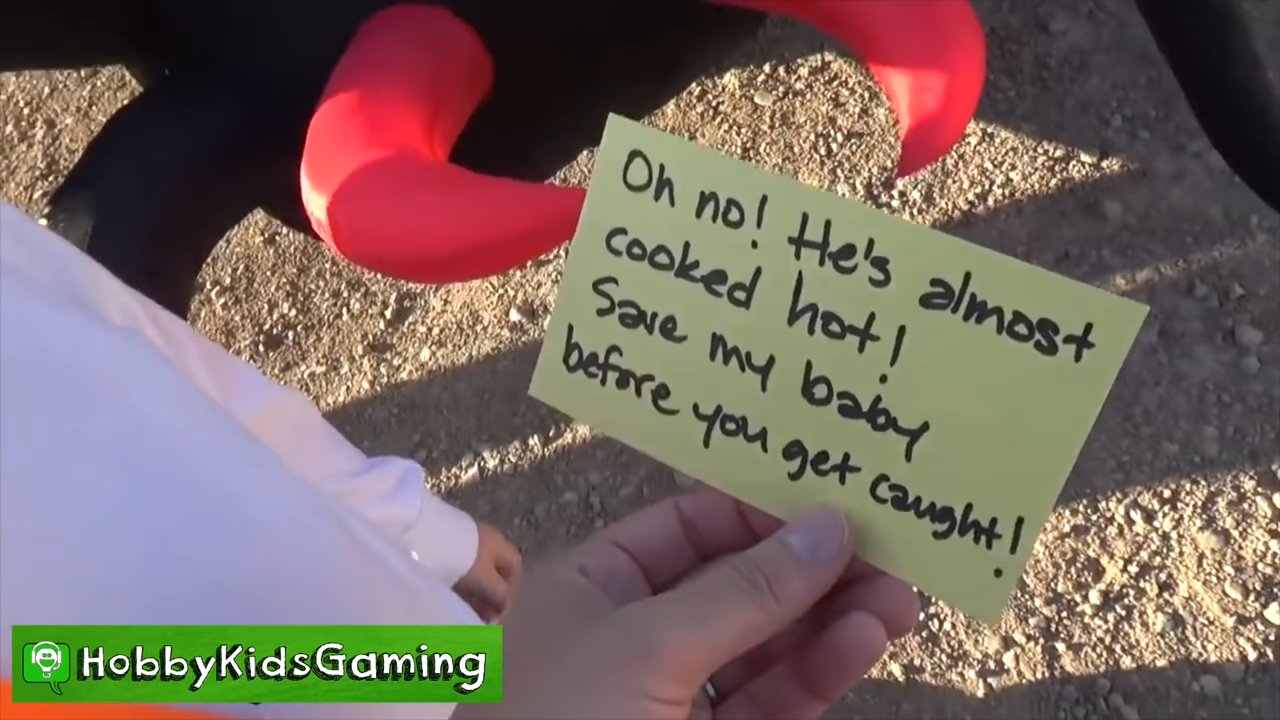 Oh no! He's almost
cooked hot!
Save my baby
before you get caught!
HobbyKidsGaming